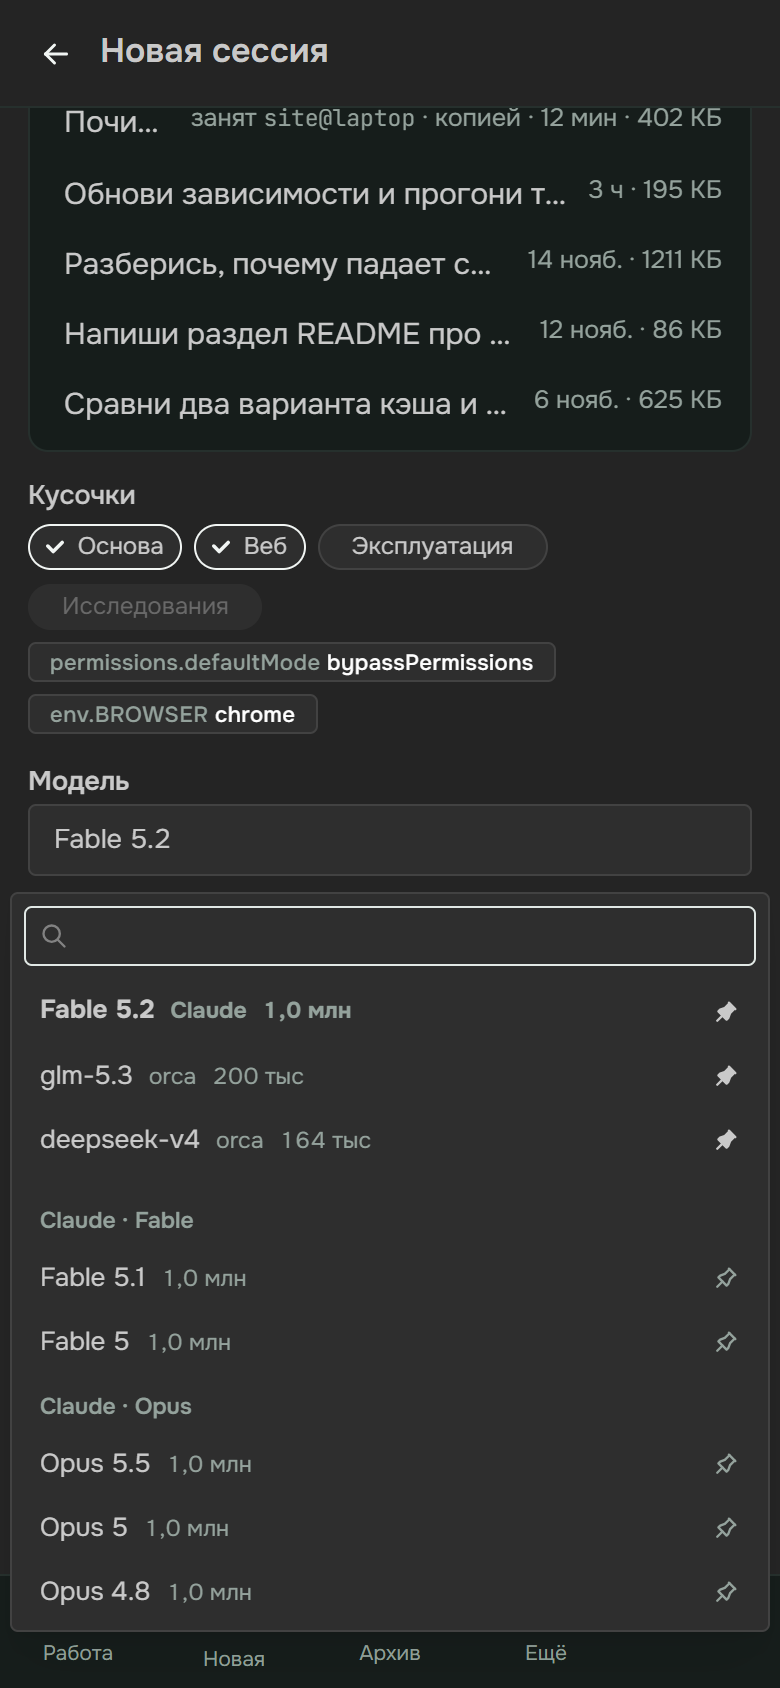 Новая сессия
Почи... занят site@laptop · копией · 12 мин · 402 КБ
Обнови зависимости и прогони т... 3 ч · 195 КБ
Разберись, почему падает с... 14 нояб. · 1211 КБ
Напиши раздел README про ... 12 нояб. · 86 КБ
Сравни два варианта кэша и ... 6 нояб. · 625 КБ
Кусочки
Основа Веб Эксплуатация
Исследования
permissions.defaultMode bypassPermissions
env.BROWSER chrome
Модель
Fable 5.2
Fable 5.2 Claude 1,0 млн
glm-5.3 orca 200 тыс
deepseek-v4 orca 164 тыс
Claude · Fable
Fable 5.1 1,0 млн
Fable 5 1,0 млн
Claude · Opus
Opus 5.5 1,0 млн
Opus 5 1,0 млн
Opus 4.8 1,0 млн
Работа Новая Архив Ещё